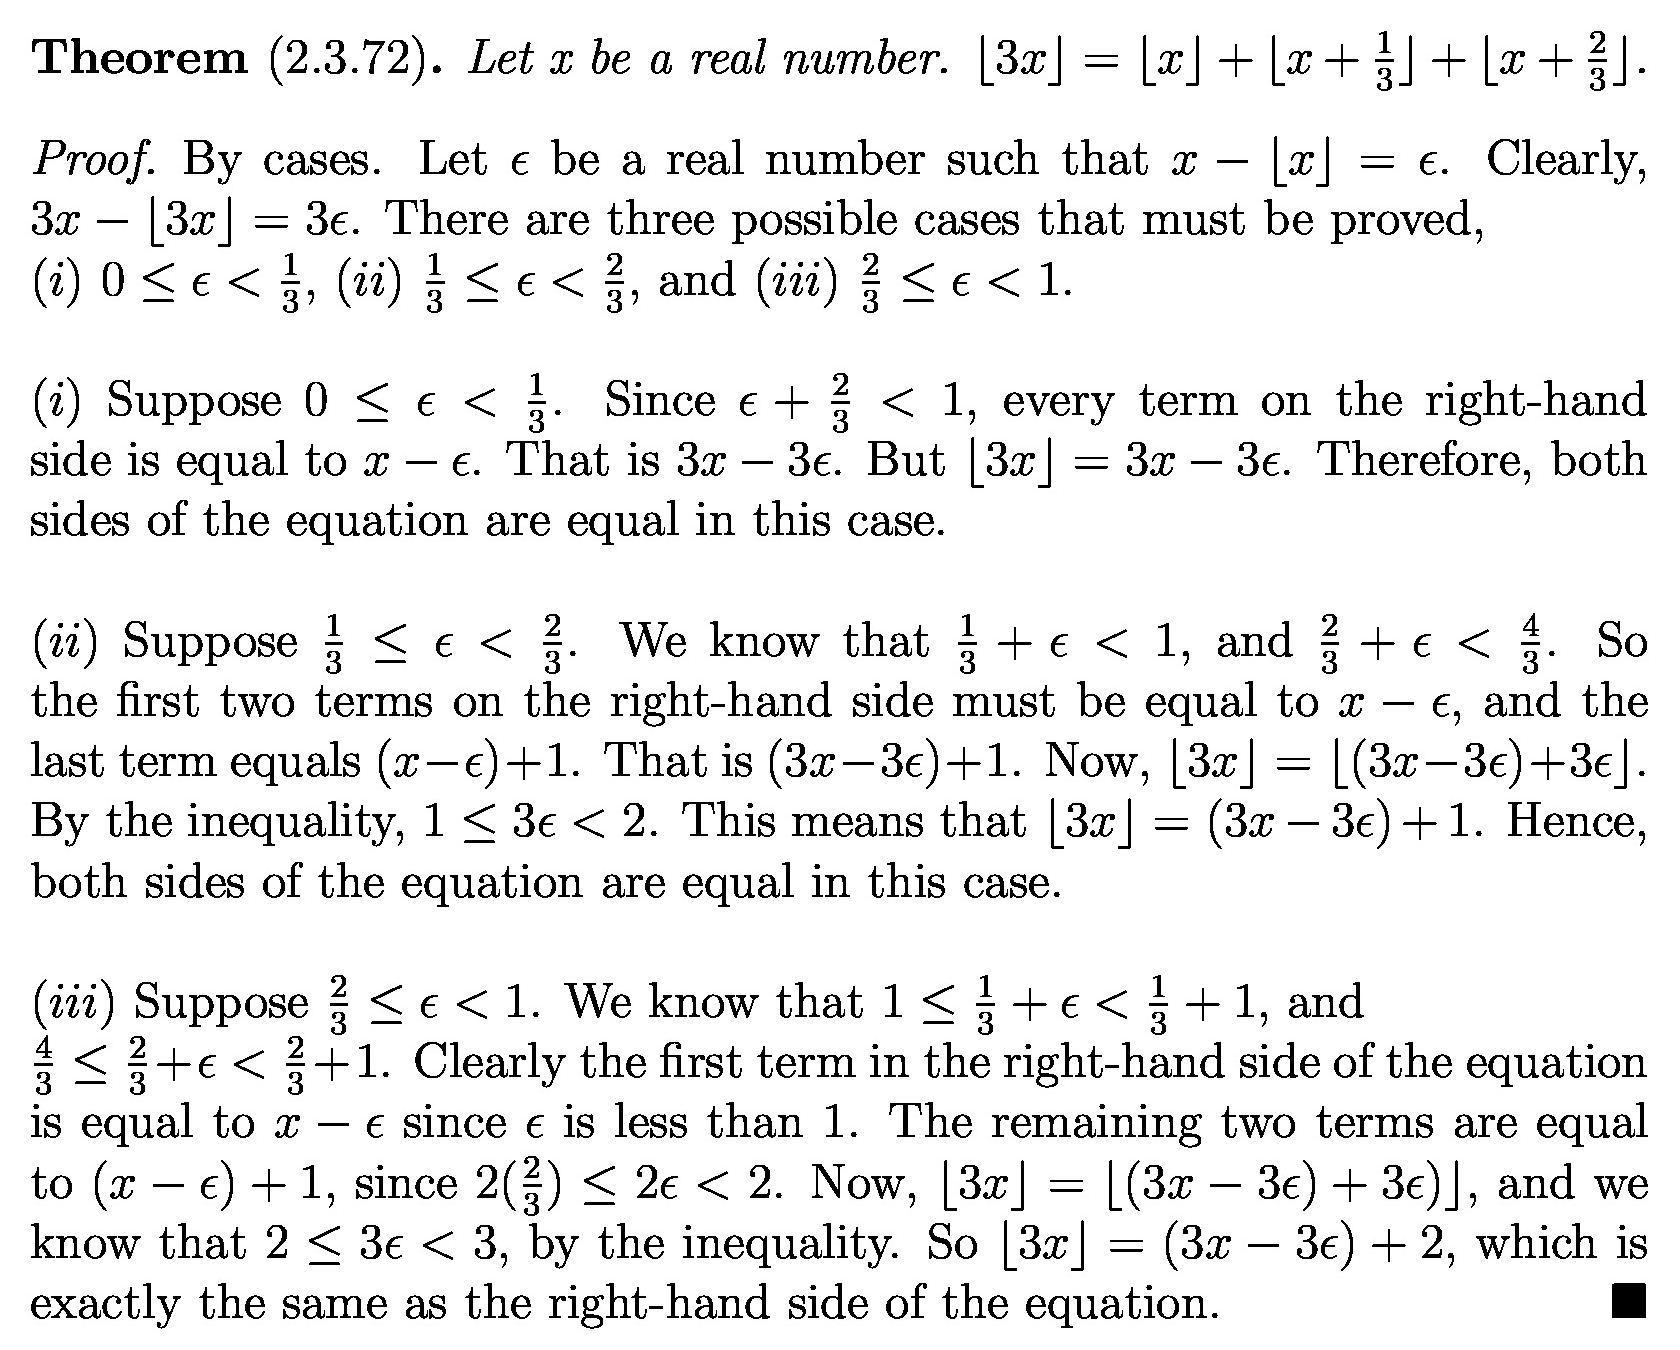 Theorem (2.3.72). Let x be a real number. ⌊3x⌋ = ⌊x⌋ + ⌊x + 1/3⌋ + ⌊x + 2/3⌋.
Proof. By cases. Let ϵ be a real number such that x − ⌊x⌋ = ϵ. Clearly,
3x − ⌊3x⌋ = 3ϵ. There are three possible cases that must be proved,
(i) 0 ≤ ϵ < 1/3, (ii) 1/3 ≤ ϵ < 2/3, and (iii) 2/3 ≤ ϵ < 1.
(i) Suppose 0 ≤ ϵ < 1/3. Since ϵ + 2/3 < 1, every term on the right-hand
side is equal to x − ϵ. That is 3x − 3ϵ. But ⌊3x⌋ = 3x − 3ϵ. Therefore, both
sides of the equation are equal in this case.
(ii) Suppose 1/3 ≤ ϵ < 2/3. We know that 1/3 + ϵ < 1, and 2/3 + ϵ < 4/3. So
the first two terms on the right-hand side must be equal to x − ϵ, and the
last term equals (x−ϵ)+1. That is (3x−3ϵ)+1. Now, ⌊3x⌋ = ⌊(3x−3ϵ)+3ϵ⌋.
By the inequality, 1 ≤ 3ϵ < 2. This means that ⌊3x⌋ = (3x − 3ϵ) + 1. Hence,
both sides of the equation are equal in this case.
(iii) Suppose 2/3 ≤ ϵ < 1. We know that 1 ≤ 1/3 + ϵ < 1/3 + 1, and
4/3 ≤ 2/3+ϵ < 2/3+1. Clearly the first term in the right-hand side of the equation
is equal to x − ϵ since ϵ is less than 1. The remaining two terms are equal
to (x − ϵ) + 1, since 2(2/3) ≤ 2ϵ < 2. Now, ⌊3x⌋ = ⌊(3x − 3ϵ) + 3ϵ)⌋, and we
know that 2 ≤ 3ϵ < 3, by the inequality. So ⌊3x⌋ = (3x − 3ϵ) + 2, which is
exactly the same as the right-hand side of the equation. ■